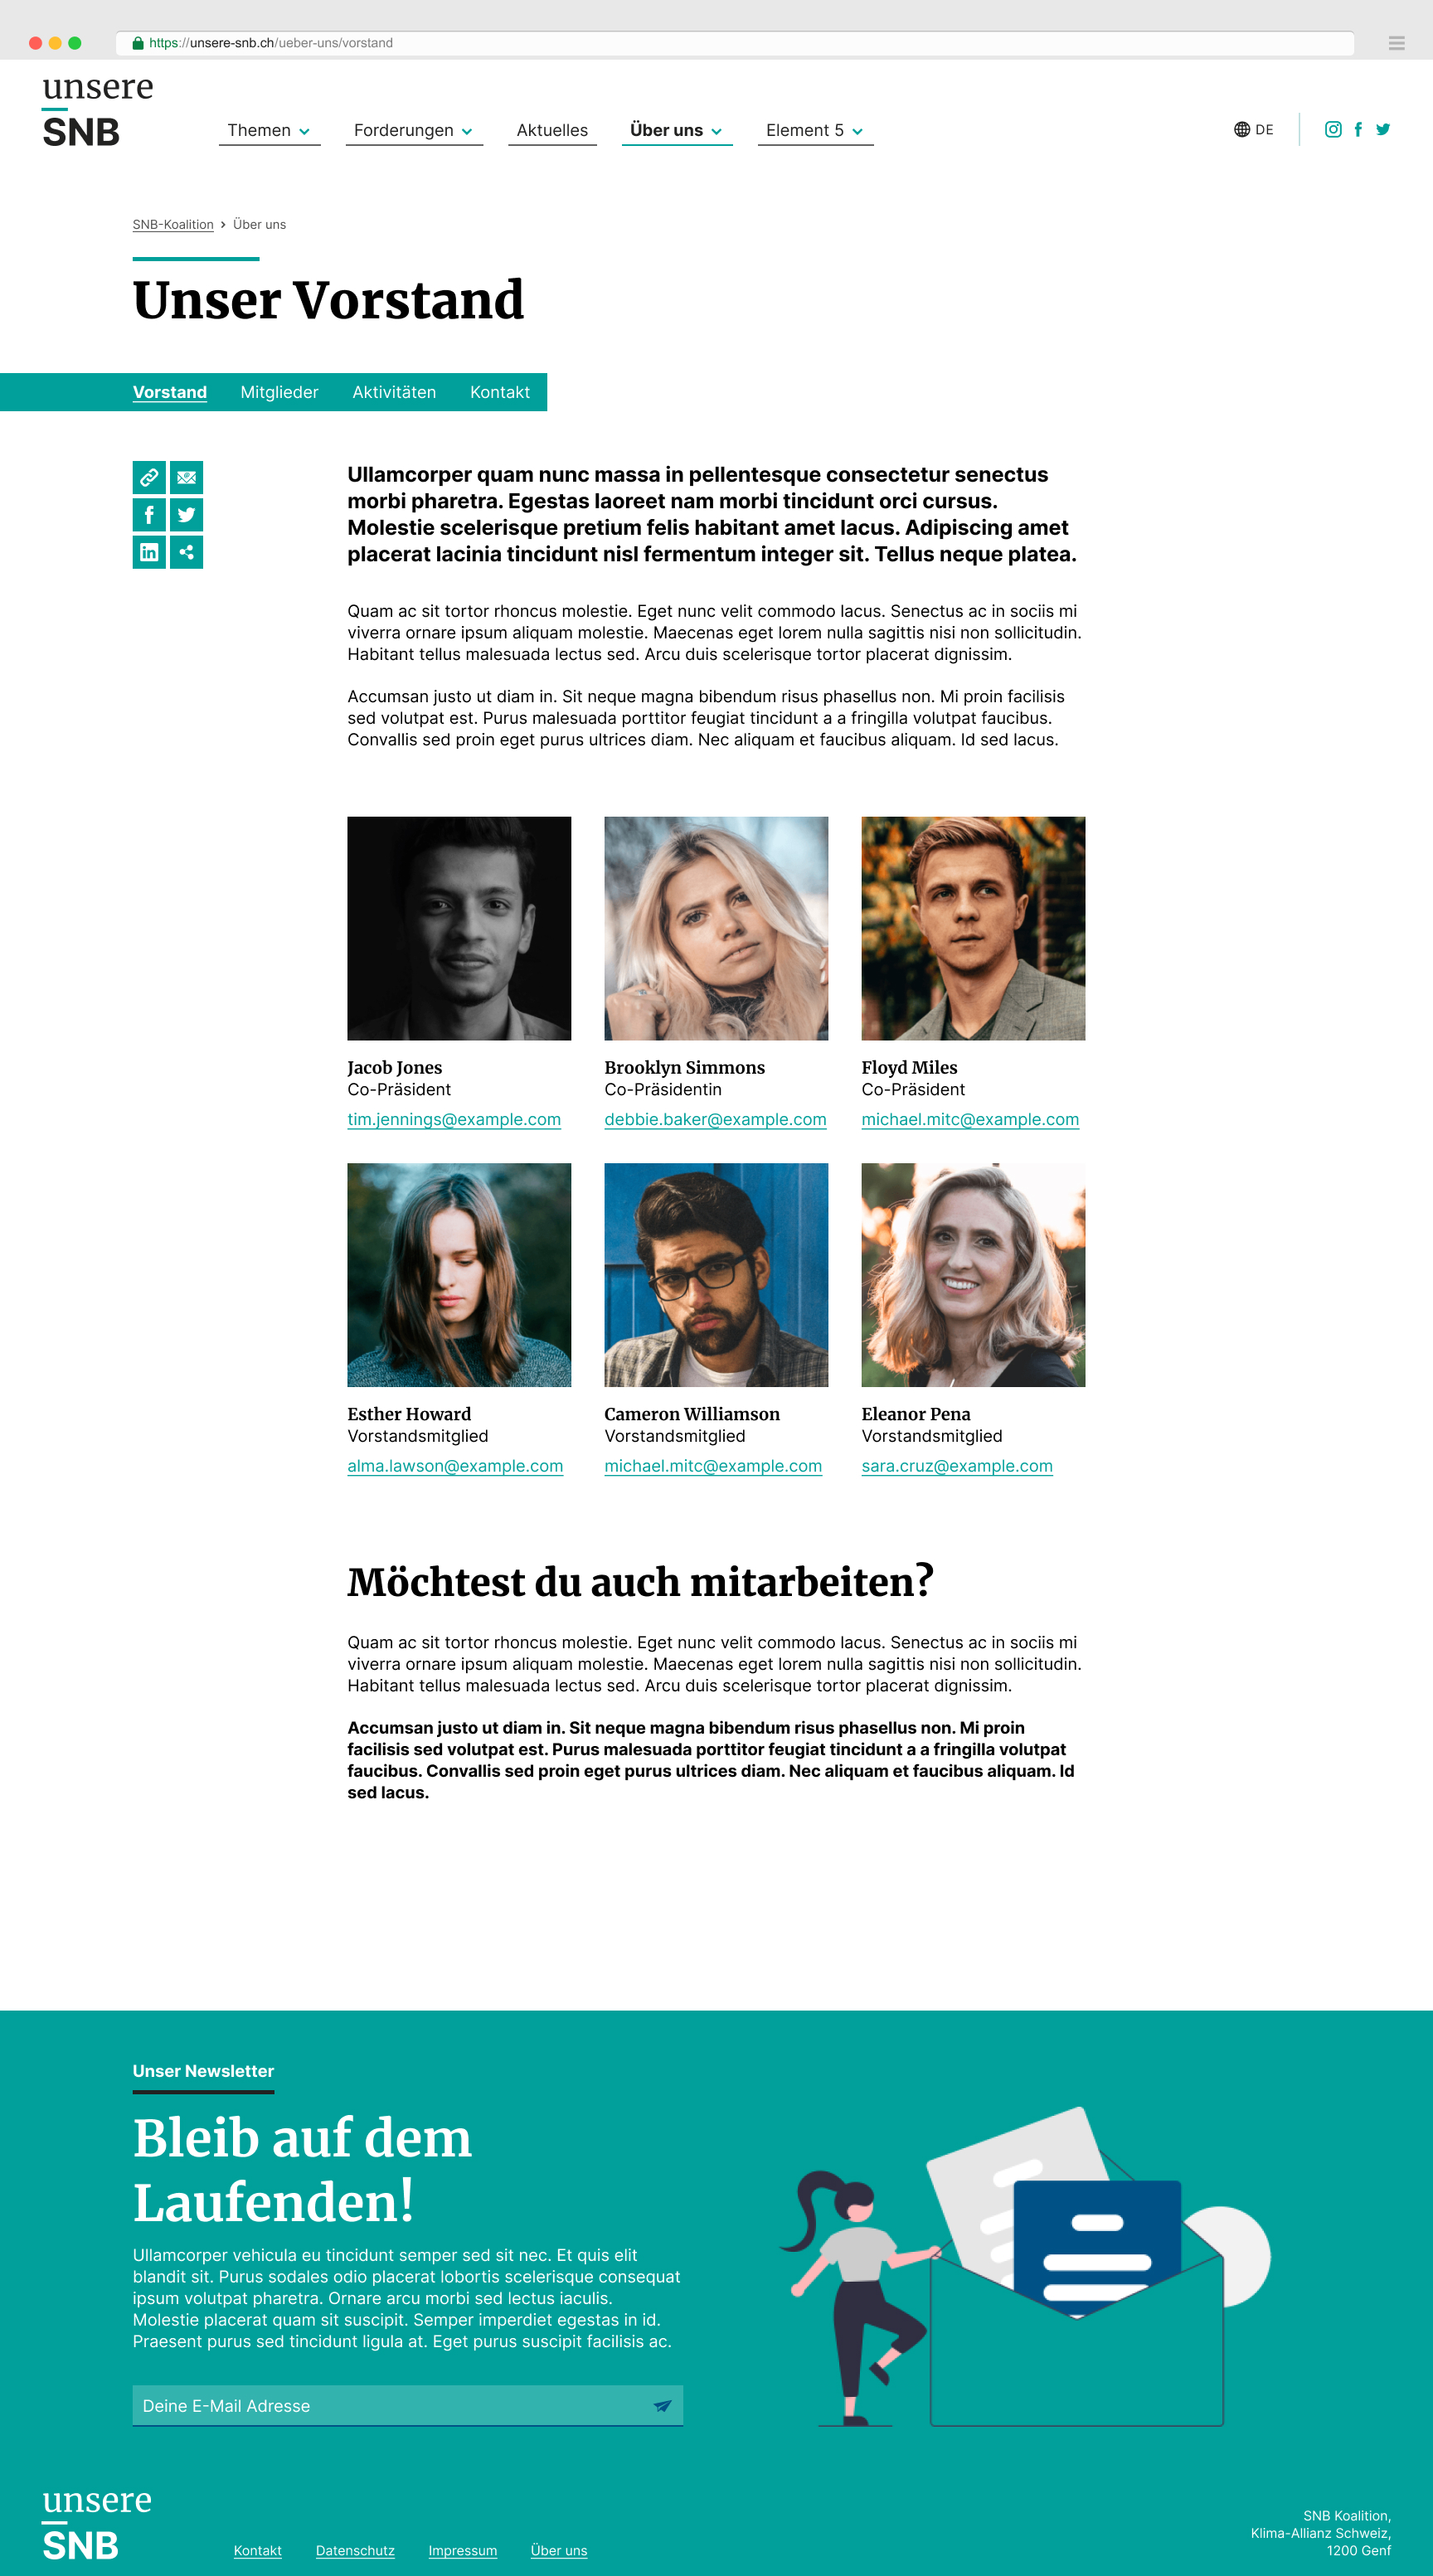 https://unsere-snb.ch/ueber-uns/vorstand
unsere
SNB
Themen
Forderungen
Aktuelles
Über uns
Element 5
DE
SNB-Koalition
Über uns
Unser Vorstand
Vorstand
Mitglieder
Aktivitäten
Kontakt
Ullamcorper quam nunc massa in pellentesque consectetur senectus
morbi pharetra. Egestas laoreet nam morbi tincidunt orci cursus.
Molestie scelerisque pretium felis habitant amet lacus. Adipiscing amet
placerat lacinia tincidunt nisl fermentum integer sit. Tellus neque platea.
Quam ac sit tortor rhoncus molestie. Eget nunc velit commodo lacus. Senectus ac in sociis mi
viverra ornare ipsum aliquam molestie. Maecenas eget lorem nulla sagittis nisi non sollicitudin.
Habitant tellus malesuada lectus sed. Arcu duis scelerisque tortor placerat dignissim.
Accumsan justo ut diam in. Sit neque magna bibendum risus phasellus non. Mi proin facilisis
sed volutpat est. Purus malesuada porttitor feugiat tincidunt a a fringilla volutpat faucibus.
Convallis sed proin eget purus ultrices diam. Nec aliquam et faucibus aliquam. Id sed lacus.
Jacob Jones
Co-Präsident
tim.jennings@example.com
Brooklyn Simmons
Co-Präsidentin
debbie.baker@example.com
Floyd Miles
Co-Präsident
michael.mitc@example.com
Esther Howard
Vorstandsmitglied
alma.lawson@example.com
Cameron Williamson
Vorstandsmitglied
michael.mitc@example.com
Eleanor Pena
Vorstandsmitglied
sara.cruz@example.com
Möchtest du auch mitarbeiten?
Quam ac sit tortor rhoncus molestie. Eget nunc velit commodo lacus. Senectus ac in sociis mi
viverra ornare ipsum aliquam molestie. Maecenas eget lorem nulla sagittis nisi non sollicitudin.
Habitant tellus malesuada lectus sed. Arcu duis scelerisque tortor placerat dignissim.
Accumsan justo ut diam in. Sit neque magna bibendum risus phasellus non. Mi proin
facilisis sed volutpat est. Purus malesuada porttitor feugiat tincidunt a a fringilla volutpat
faucibus. Convallis sed proin eget purus ultrices diam. Nec aliquam et faucibus aliquam. Id
sed lacus.
Unser Newsletter
Bleib auf dem
Laufenden!
Ullamcorper vehicula eu tincidunt semper sed sit nec. Et quis elit
blandit sit. Purus sodales odio placerat lobortis scelerisque consequat
ipsum volutpat pharetra. Ornare arcu morbi sed lectus iaculis.
Molestie placerat quam sit suscipit. Semper imperdiet egestas in id.
Praesent purus sed tincidunt ligula at. Eget purus suscipit facilisis ac.
Deine E-Mail Adresse
unsere
SNB
Kontakt
Datenschutz
Impressum
Über uns
SNB Koalition,
Klima-Allianz Schweiz,
1200 Genf